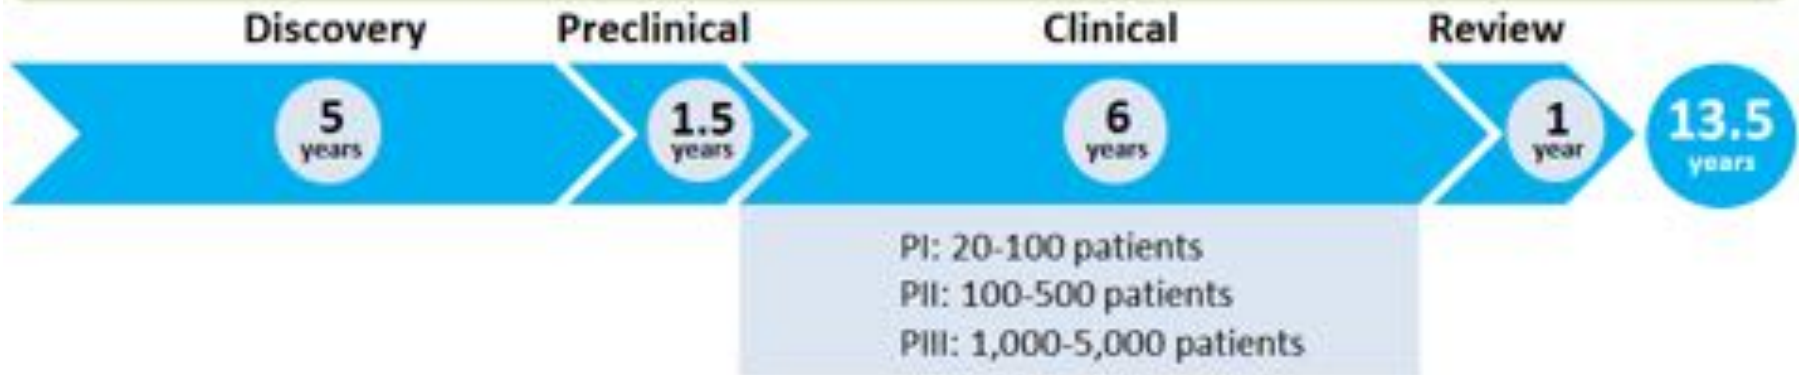 Discovery
Preclinical
Clinical
Review
5
years
1.5
years
6
years
1
year
13.5
years
PI: 20-100 patients
PII: 100-500 patients
PIII: 1,000-5,000 patients